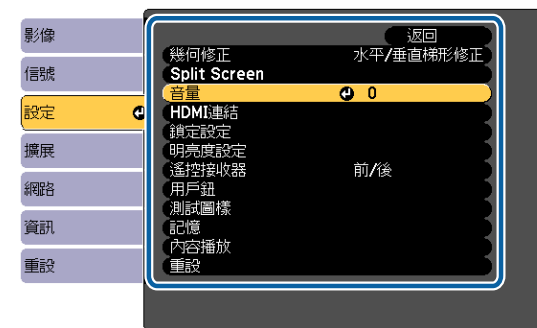 影像
信號
設定
擴展
網路
資訊
重設
返回
幾何修正 水平/垂直梯形修正
Split Screen
音量 0
HDMI連結
鎖定設定
明亮度設定
遙控接收器 前/後
用戶鈕
測試圖樣
記憶
內容播放
重設